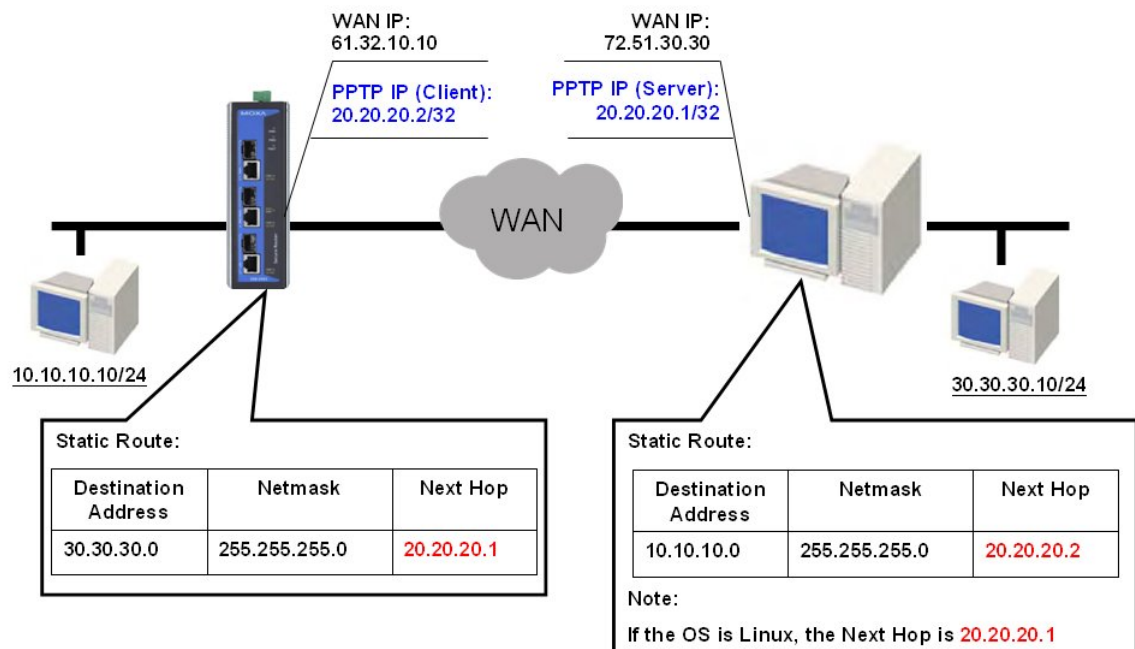 WAN IP:
61.32.10.10
PPTP IP (Client):
20.20.20.2/32
WAN IP:
72.51.30.30
PPTP IP (Server):
20.20.20.1/32
MOXA
WAN
10.10.10.10/24
30.30.30.10/24
Static Route:
Destination Address Netmask Next Hop
30.30.30.0 255.255.255.0 20.20.20.1
Static Route:
Destination Address Netmask Next Hop
10.10.10.0 255.255.255.0 20.20.20.2
Note:
If the OS is Linux, the Next Hop is 20.20.20.1